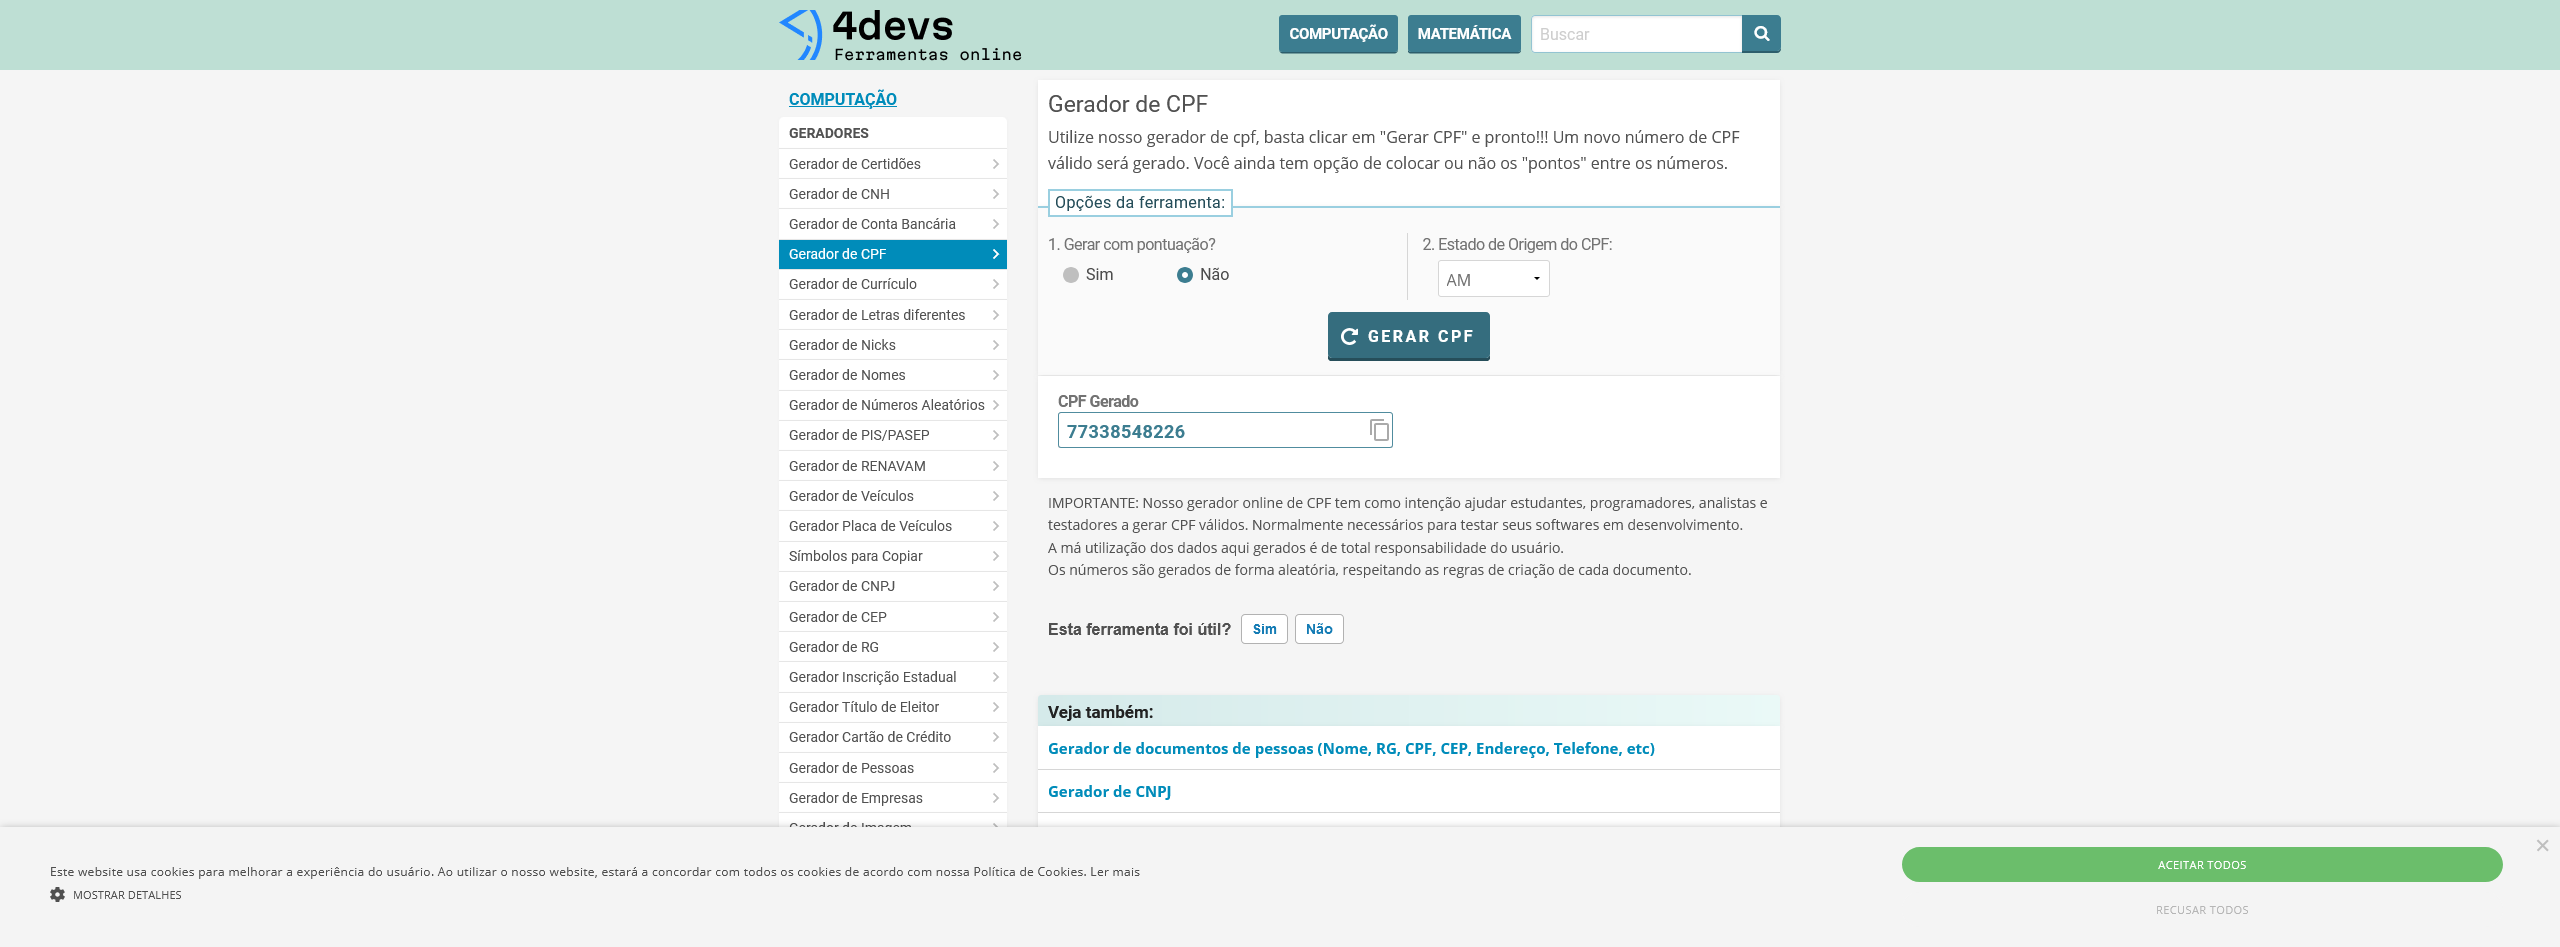 4devs
Ferramentas online
COMPUTAÇÃO
MATEMÁTICA
Buscar
COMPUTAÇÃO
GERADORES
Gerador de Certidões
Gerador de CNH
Gerador de Conta Bancária
Gerador de CPF
Gerador de Currículo
Gerador de Letras diferentes
Gerador de Nicks
Gerador de Nomes
Gerador de Números Aleatórios
Gerador de PIS/PASEP
Gerador de RENAVAM
Gerador de Veículos
Gerador Placa de Veículos
Símbolos para Copiar
Gerador de CNPJ
Gerador de CEP
Gerador de RG
Gerador Inscrição Estadual
Gerador Título de Eleitor
Gerador Cartão de Crédito
Gerador de Pessoas
Gerador de Empresas
Gerador de Imagem
Gerador de CPF
Utilize nosso gerador de cpf, basta clicar em "Gerar CPF" e pronto!!! Um novo número de CPF
válido será gerado. Você ainda tem opção de colocar ou não os "pontos" entre os números.
Opções da ferramenta:
1. Gerar com pontuação?
Sim
Não
2. Estado de Origem do CPF:
AM
GERAR CPF
CPF Gerado
77338548226
IMPORTANTE: Nosso gerador online de CPF tem como intenção ajudar estudantes, programadores, analistas e
testadores a gerar CPF válidos. Normalmente necessários para testar seus softwares em desenvolvimento.
A má utilização dos dados aqui gerados é de total responsabilidade do usuário.
Os números são gerados de forma aleatória, respeitando as regras de criação de cada documento.
Esta ferramenta foi útil?
Sim
Não
Veja também:
Gerador de documentos de pessoas (Nome, RG, CPF, CEP, Endereço, Telefone, etc)
Gerador de CNPJ
Este website usa cookies para melhorar a experiência do usuário. Ao utilizar o nosso website, estará a concordar com todos os cookies de acordo com nossa Política de Cookies. Ler mais
MOSTRAR DETALHES
ACEITAR TODOS
RECUSAR TODOS